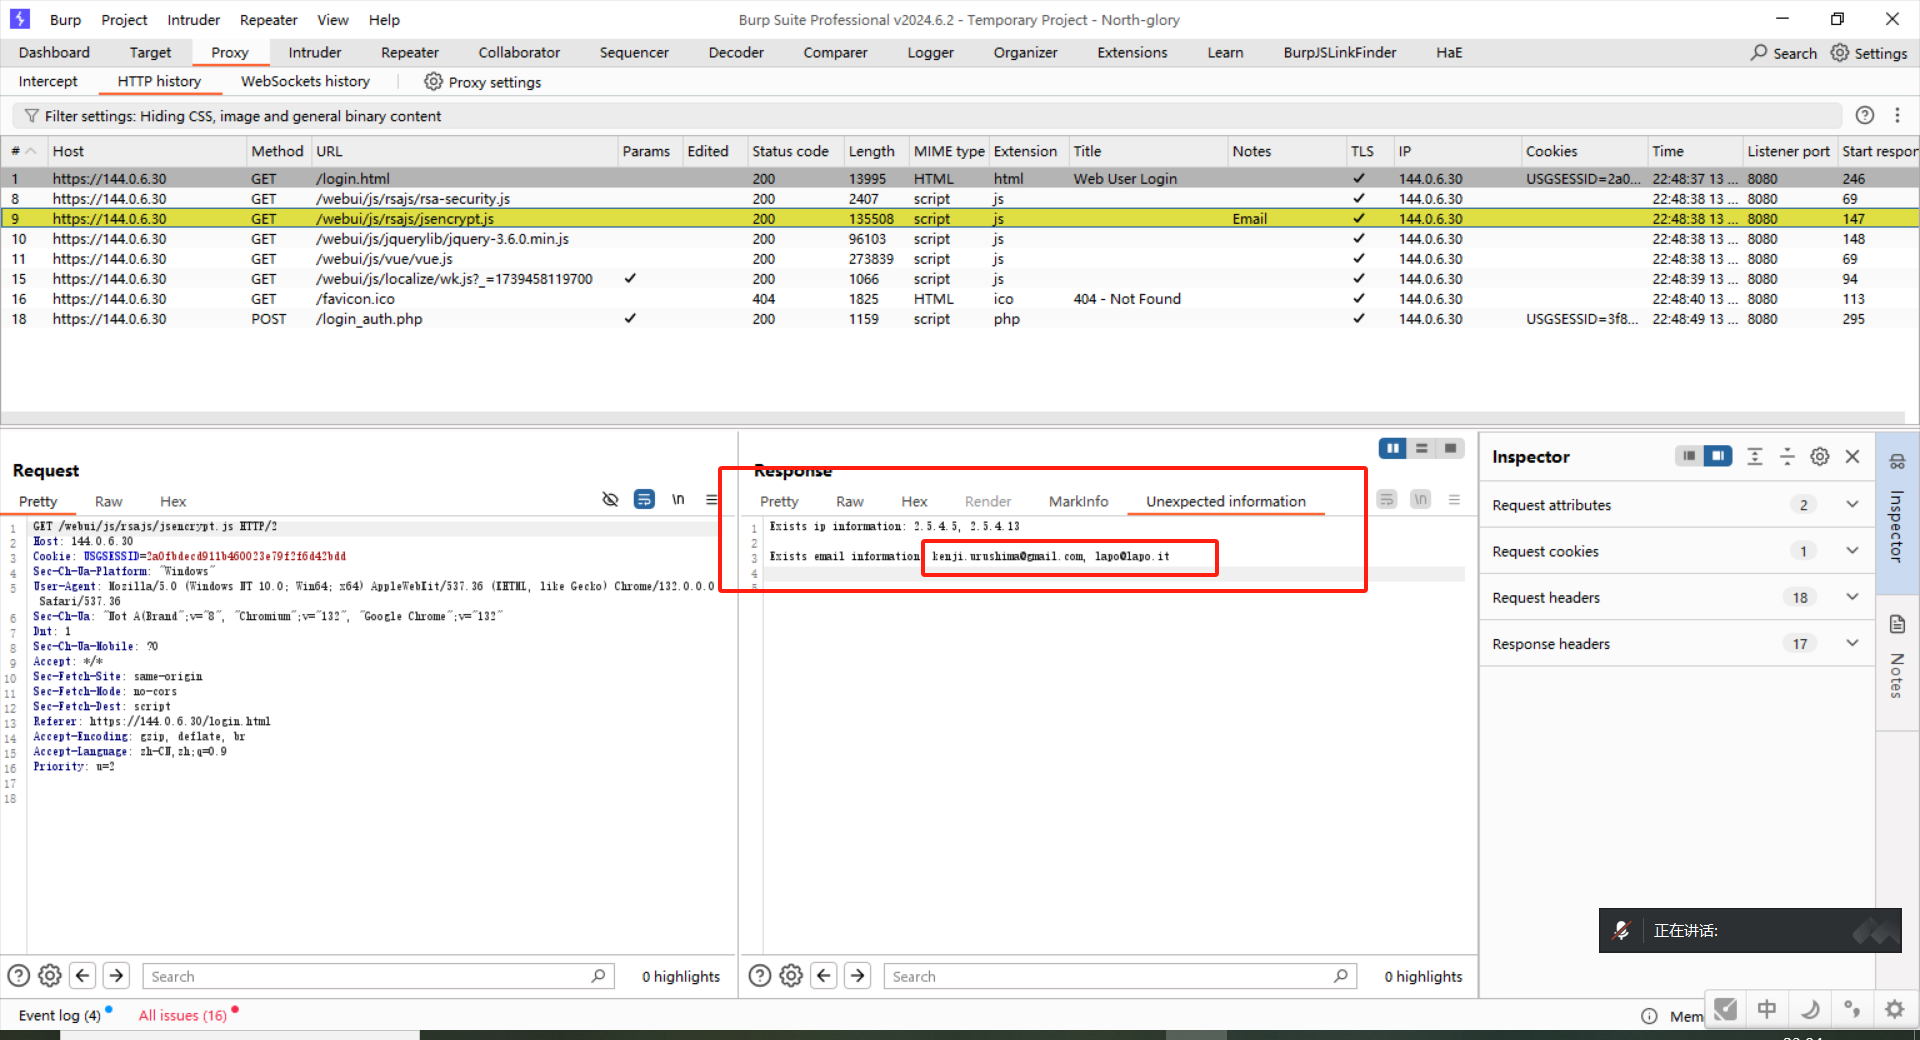 Burp Project Intruder Repeater View Help Burp Suite Professional v2024.6.2 - Temporary Project - North-glory
Dashboard Target Proxy Intruder Repeater Collaborator Sequencer Decoder Comparer Logger Organizer Extensions Learn BurpJSLinkFinder HaE Search Settings
Intercept HTTP history WebSockets history Proxy settings
Filter settings: Hiding CSS, image and general binary content
# Host Method URL Params Edited Status code Length MIME type Extension Title Notes TLS IP Cookies Time Listener port Start respor
1 https://144.0.6.30 GET /login.html 200 13995 HTML html Web User Login ✓ 144.0.6.30 USGSESSID=2a0... 22:48:37 13 ... 8080 246
8 https://144.0.6.30 GET /webui/js/rsajs/rsa-security.js 200 2407 script js ✓ 144.0.6.30 22:48:38 13 ... 8080 69
9 https://144.0.6.30 GET /webui/js/rsajs/jsencrypt.js 200 135508 script js Email ✓ 144.0.6.30 22:48:38 13 ... 8080 147
10 https://144.0.6.30 GET /webui/js/jquerylib/jquery-3.6.0.min.js 200 96103 script js ✓ 144.0.6.30 22:48:38 13 ... 8080 148
11 https://144.0.6.30 GET /webui/js/vue/vue.js 200 273839 script js ✓ 144.0.6.30 22:48:38 13 ... 8080 69
15 https://144.0.6.30 GET /webui/js/localize/wk.js?_=1739458119700 ✓ 200 1066 script js ✓ 144.0.6.30 22:48:39 13 ... 8080 94
16 https://144.0.6.30 GET /favicon.ico 404 1825 HTML ico 404 - Not Found ✓ 144.0.6.30 22:48:40 13 ... 8080 113
18 https://144.0.6.30 POST /login_auth.php ✓ 200 1159 script php ✓ 144.0.6.30 USGSESSID=3f8... 22:48:49 13 ... 8080 295
Request
Pretty Raw Hex \n
1 GET /webui/js/rsajs/jsencrypt.js HTTP/2
2 Host: 144.0.6.30
3 Cookie: USGSESSID=2a0fbdecd911b460023e79f2f6d42bdd
4 Sec-Ch-Ua-Platform: "Windows"
5 User-Agent: Mozilla/5.0 (Windows NT 10.0; Win64; x64) AppleWebKit/537.36 (KHTML, like Gecko) Chrome/132.0.0.0
Safari/537.36
6 Sec-Ch-Ua: "Not A(Brand";v="8", "Chromium";v="132", "Google Chrome";v="132"
7 Dnt: 1
8 Sec-Ch-Ua-Mobile: ?0
9 Accept: */*
10 Sec-Fetch-Site: same-origin
11 Sec-Fetch-Mode: no-cors
12 Sec-Fetch-Dest: script
13 Referer: https://144.0.6.30/login.html
14 Accept-Encoding: gzip, deflate, br
15 Accept-Language: zh-CN,zh;q=0.9
16 Priority: u=2
17
18
Search 0 highlights
Response
Pretty Raw Hex Render MarkInfo Unexpected information \n
1 Exists ip information: 2.5.4.5, 2.5.4.13
2
3 Exists email information kenji.urushima@gmail.com, lapo@lapo.it
4
5
Search 0 highlights
Inspector
Request attributes 2
Request cookies 1
Request headers 18
Response headers 17
Inspector
Notes
正在讲话:
Event log (4) All issues (16) Mem
中